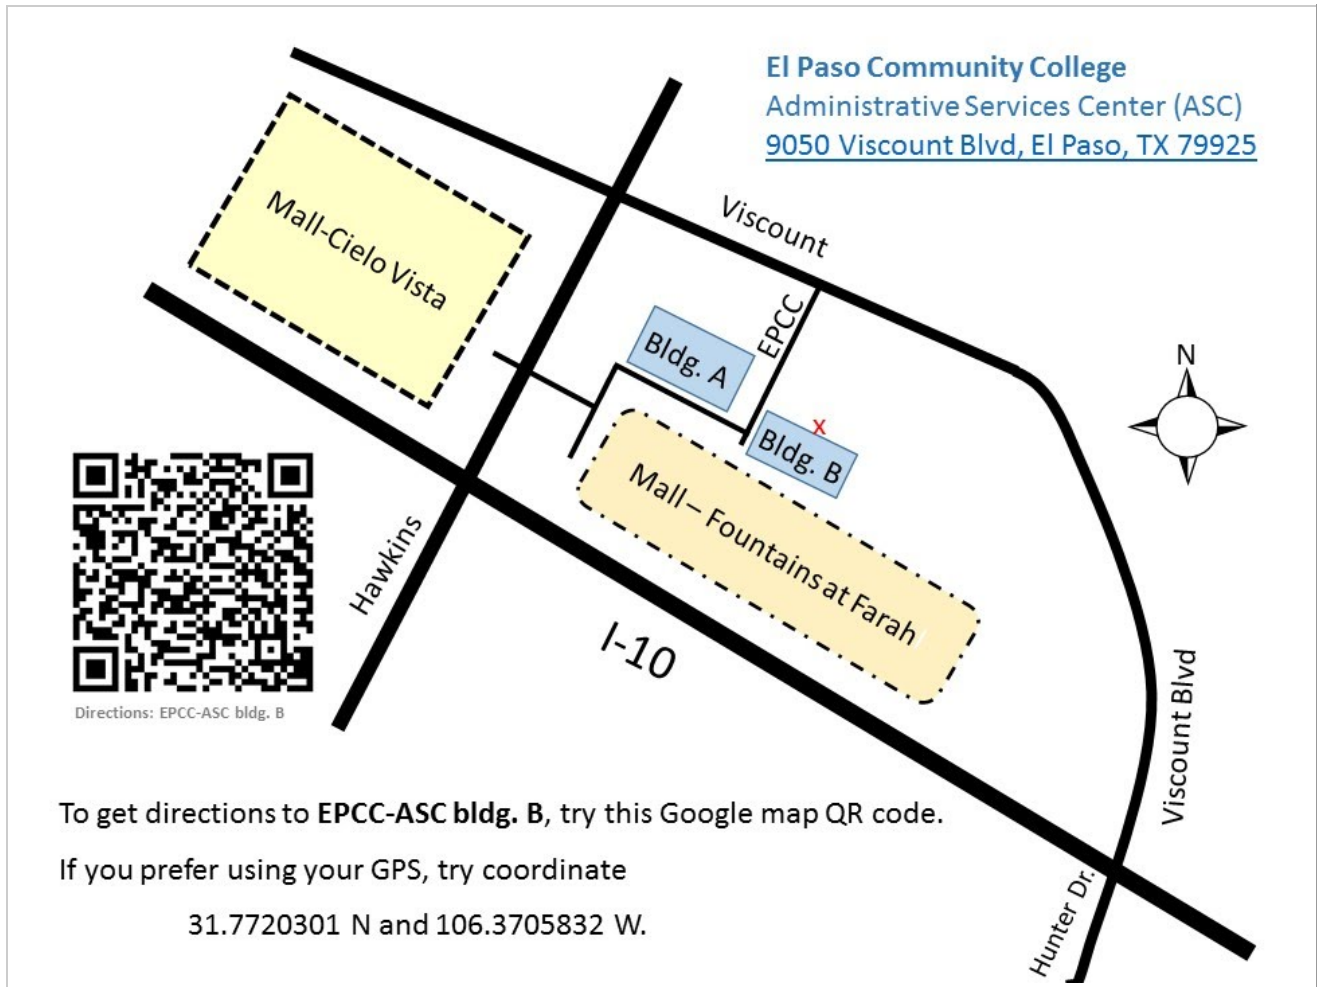 El Paso Community College
Administrative Services Center (ASC)
9050 Viscount Blvd, El Paso, TX 79925
Viscount
Mall-Cielo Vista
EPCC
Bldg. A
N
x
Bldg. B
Mall – Fountains at Farah
Hawkins
I-10
Directions: EPCC-ASC bldg. B
Viscount Blvd
To get directions to EPCC-ASC bldg. B, try this Google map QR code.
If you prefer using your GPS, try coordinate
31.7720301 N and 106.3705832 W.
Hunter Dr.